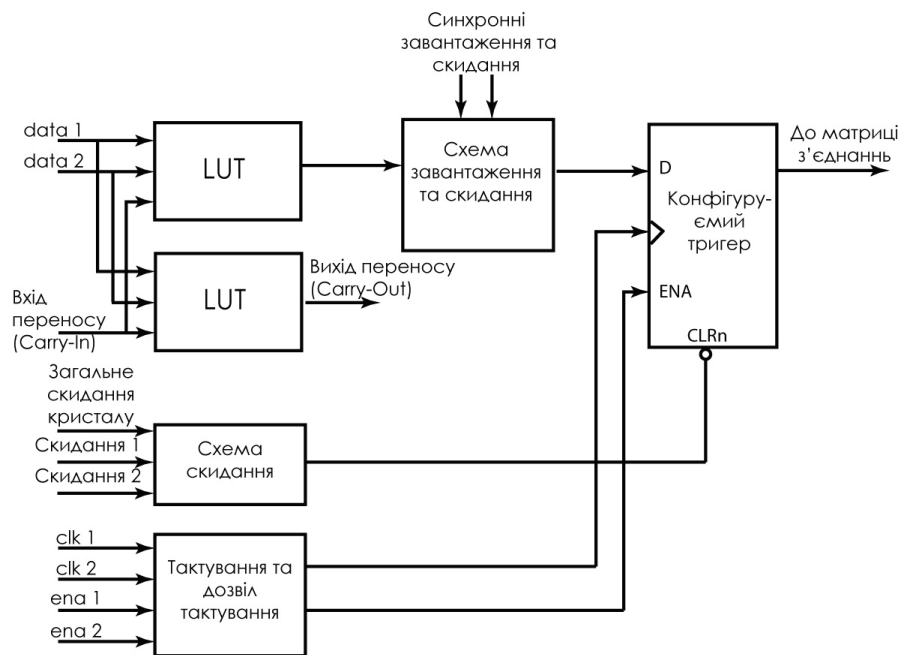 Синхронні
завантаження та
скидання
data 1
data 2
LUT
Схема
завантаження
та скидання
D
Конфігуру-
ємий
тригер
ENA
CLRn
До матриці
з’єднань
LUT
Вихід переносу
(Carry-Out)
Вхід
переносу
(Carry-In)
Загальне
скидання
кристалу
Скидання 1
Скидання 2
Схема
скидання
clk 1
clk 2
ena 1
ena 2
Тактування та
дозвіл
тактування